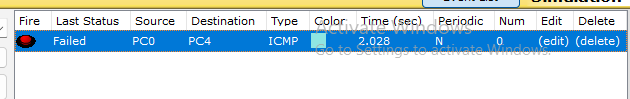 Fire Last Status Source Destination Type Color Time (sec) Periodic Num Edit Delete
Failed PC0 PC4 ICMP 2.028 N 0 (edit) (delete)
Activate Windows
Go to Settings to activate Windows.